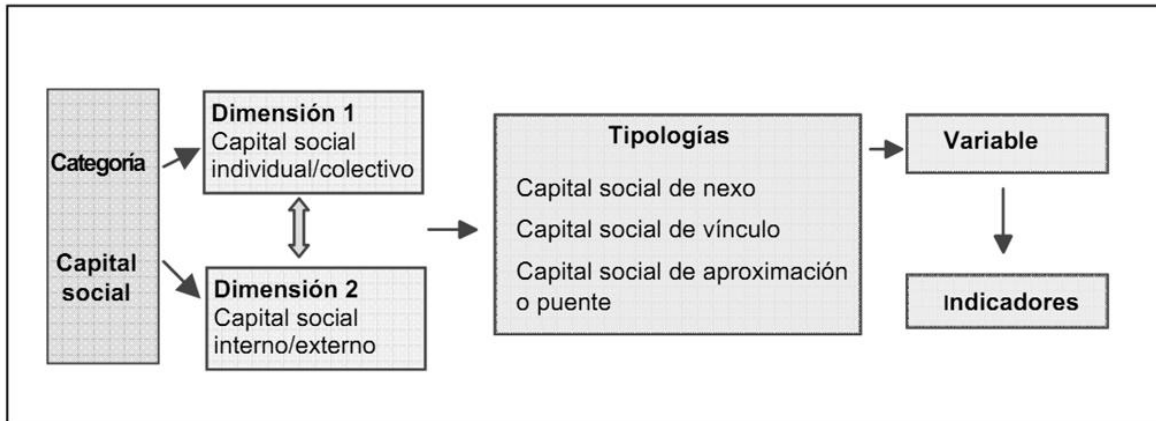 Categoría
Capital
social
Dimensión 1
Capital social
individual/colectivo
Dimensión 2
Capital social
interno/externo
Tipologías
Capital social de nexo
Capital social de vínculo
Capital social de aproximación
o puente
Variable
Indicadores